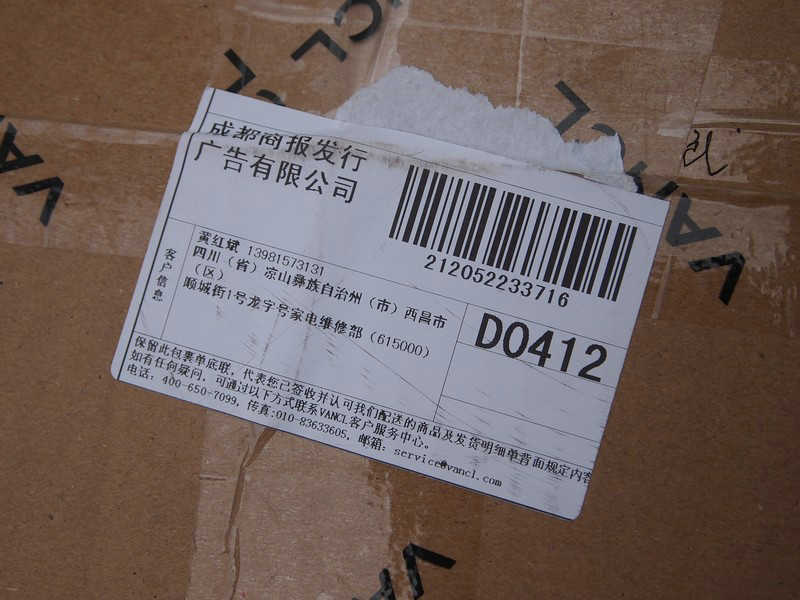 成都商报发行
广告有限公司
212052233716
客户信息
黄红斌 13981573131
四川（省）凉山彝族自治州（市）西昌市
（区）
顺城街1号龙字号家电维修部（615000）
D0412
保留此包裹单底联，代表您已签收并认可我们配送的商品及发货明细单背面规定内容
如有任何疑问，可通过以下方式联系VANCL客户服务中心。
电话：400-650-7099，传真:010-83633605，邮箱：service@vancl.com
VANCL